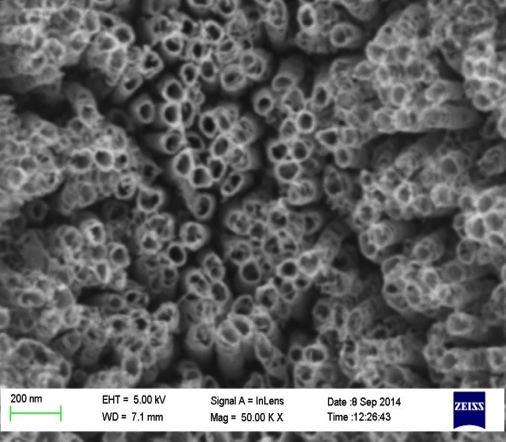 200 nm
EHT = 5.00 kV
WD = 7.1 mm
Signal A = InLens
Mag = 50.00 K X
Date :8 Sep 2014
Time :12:26:43
ZEISS